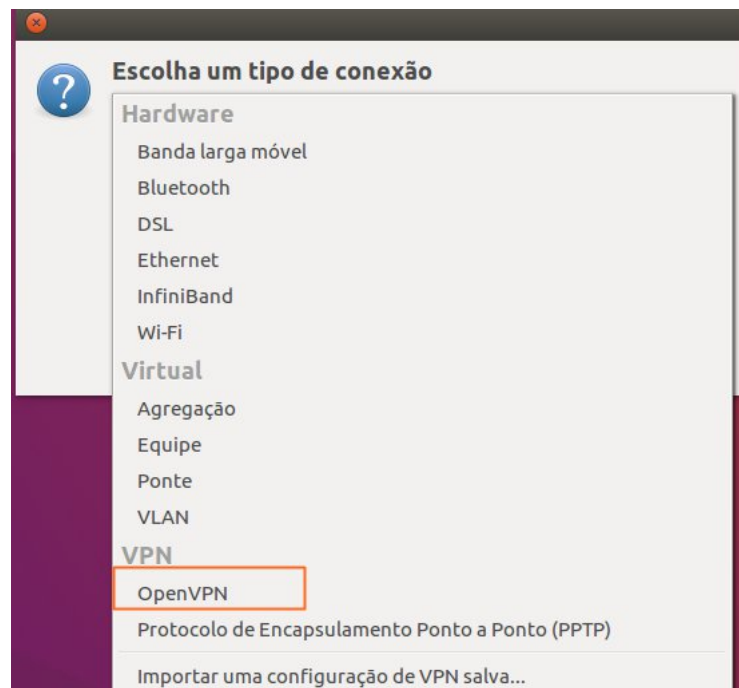 Escolha um tipo de conexão
Hardware
Banda larga móvel
Bluetooth
DSL
Ethernet
InfiniBand
Wi-Fi
Virtual
Agregação
Equipe
Ponte
VLAN
VPN
OpenVPN
Protocolo de Encapsulamento Ponto a Ponto (PPTP)
Importar uma configuração de VPN salva...